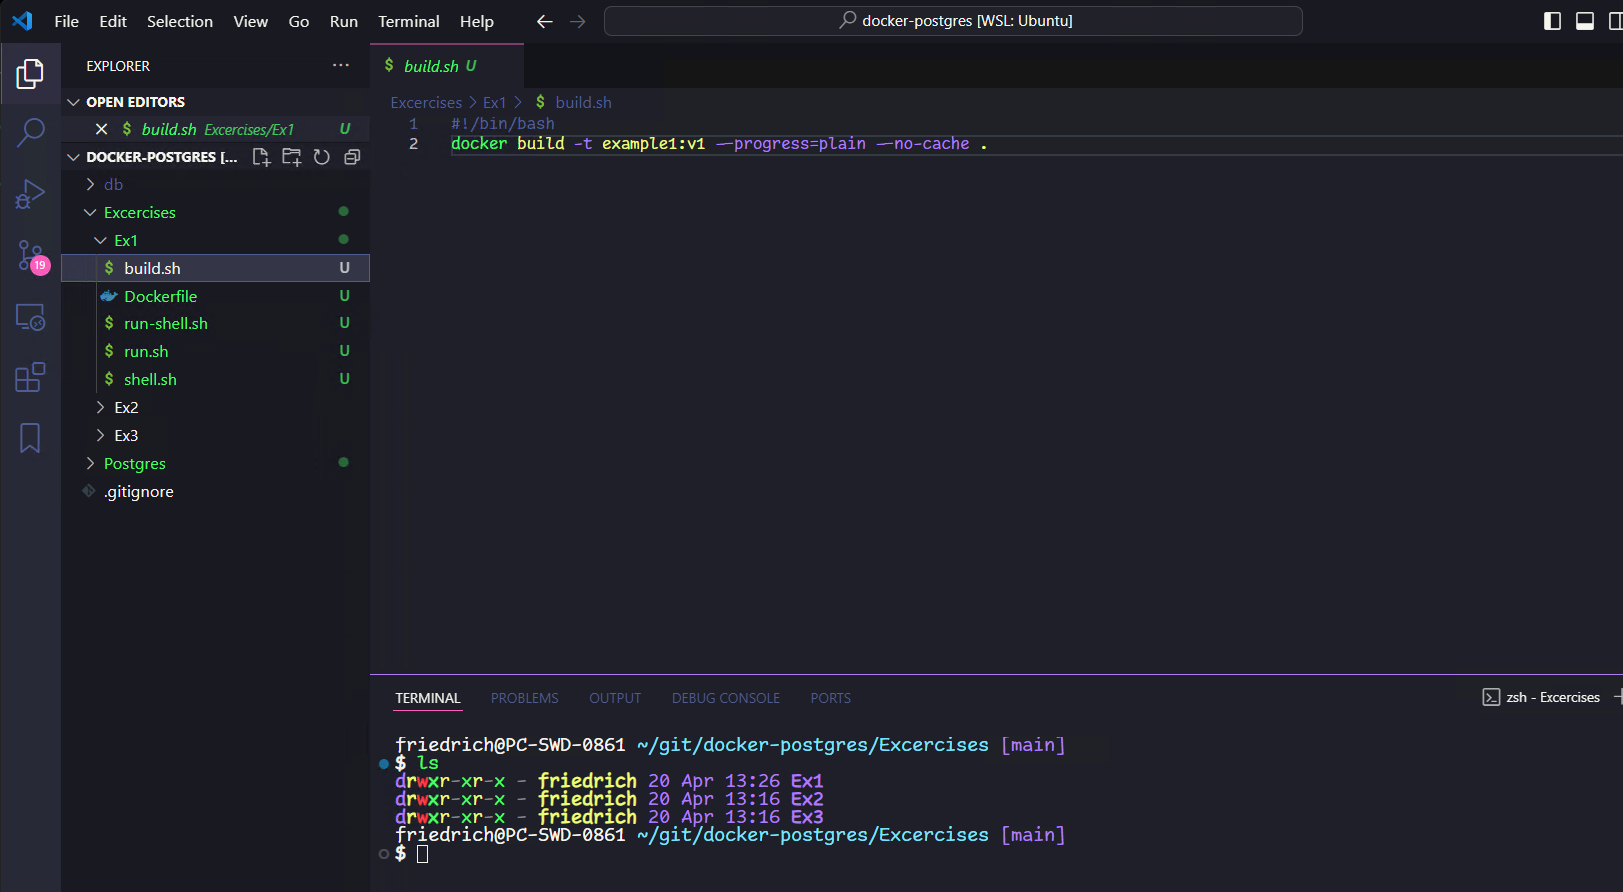 File Edit Selection View Go Run Terminal Help
docker-postgres [WSL: Ubuntu]
EXPLORER
OPEN EDITORS
$ build.sh Excercises/Ex1 U
DOCKER-POSTGRES [...
db
Excercises
Ex1
$ build.sh U
Dockerfile U
$ run-shell.sh U
$ run.sh U
$ shell.sh U
Ex2
Ex3
Postgres
.gitignore
19
$ build.sh U
Excercises > Ex1 > $ build.sh
1 #!/bin/bash
2 docker build -t example1:v1 --progress=plain --no-cache .
TERMINAL PROBLEMS OUTPUT DEBUG CONSOLE PORTS
zsh - Excercises
friedrich@PC-SWD-0861 ~/git/docker-postgres/Excercises [main]
$ ls
drwxr-xr-x - friedrich 20 Apr 13:26 Ex1
drwxr-xr-x - friedrich 20 Apr 13:16 Ex2
drwxr-xr-x - friedrich 20 Apr 13:16 Ex3
friedrich@PC-SWD-0861 ~/git/docker-postgres/Excercises [main]
$